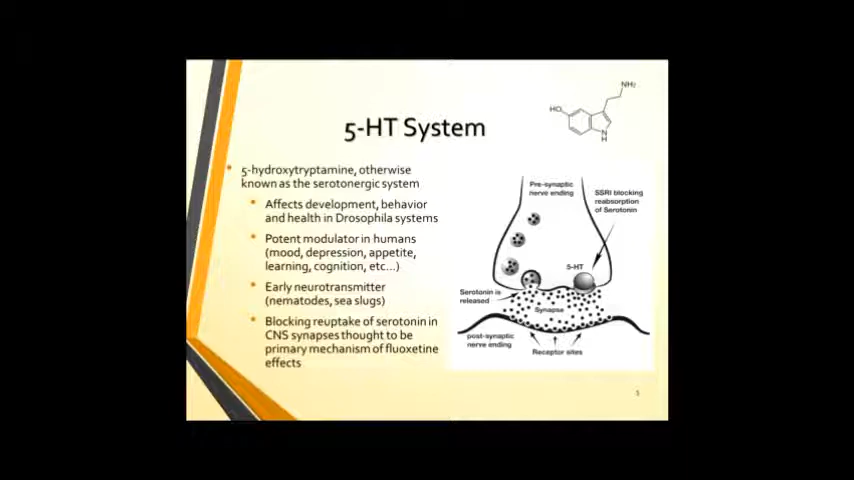 NH₂
HO
N
H
5-HT System
5-hydroxytryptamine, otherwise
known as the serotonergic system
Affects development, behavior
and health in Drosophila systems
Potent modulator in humans
(mood, depression, appetite,
learning, cognition, etc...)
Early neurotransmitter
(nematodes, sea slugs)
Blocking reuptake of serotonin in
CNS synapses thought to be
primary mechanism of fluoxetine
effects
Pre-synaptic
nerve ending
SSRI blocking
reabsorption
of Serotonin
5-HT
Serotonin is
released
Synapse
post-synaptic
nerve ending
Receptor sites